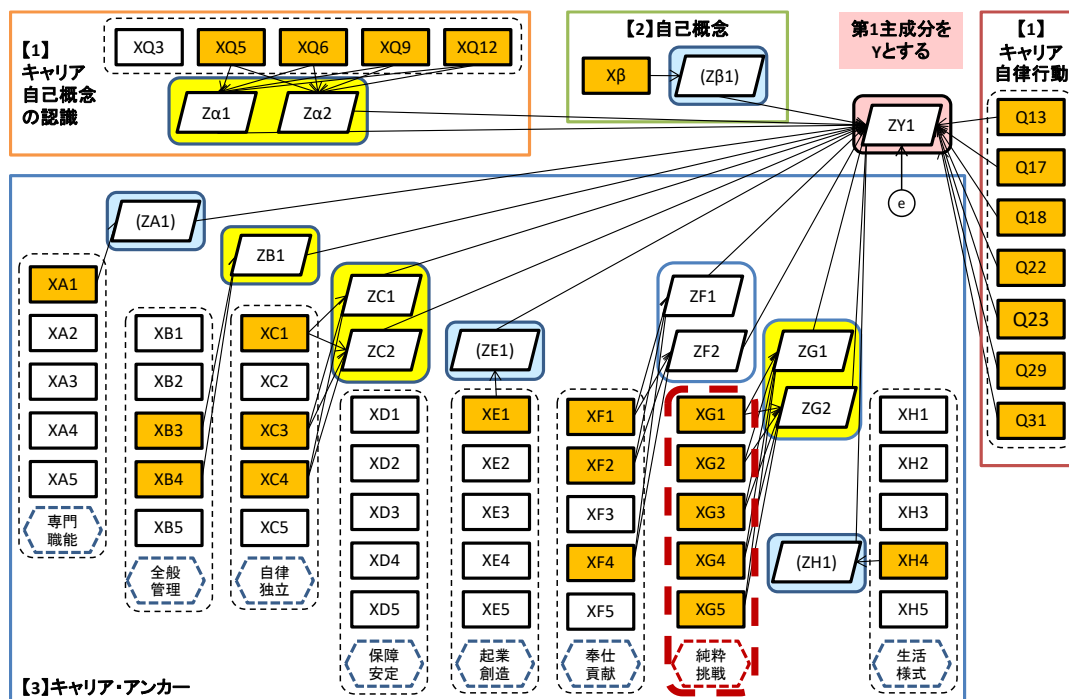 【1】
キャリア
自己概念
の認識
XQ3
XQ5
XQ6
XQ9
XQ12
Zα1
Zα2
【2】自己概念
Xβ
(Zβ1)
第1主成分を
Yとする
ZY1
e
【1】
キャリア
自律行動
Q13
Q17
Q18
Q22
Q23
Q29
Q31
(ZA1)
XA1
XA2
XA3
XA4
XA5
専門
職能
ZB1
XB1
XB2
XB3
XB4
XB5
全般
管理
ZC1
ZC2
XC1
XC2
XC3
XC4
XC5
自律
独立
XD1
XD2
XD3
XD4
XD5
保障
安定
(ZE1)
XE1
XE2
XE3
XE4
XE5
起業
創造
ZF1
ZF2
XF1
XF2
XF3
XF4
XF5
奉仕
貢献
ZG1
ZG2
XG1
XG2
XG3
XG4
XG5
純粋
挑戦
(ZH1)
XH1
XH2
XH3
XH4
XH5
生活
様式
【3】キャリア・アンカー